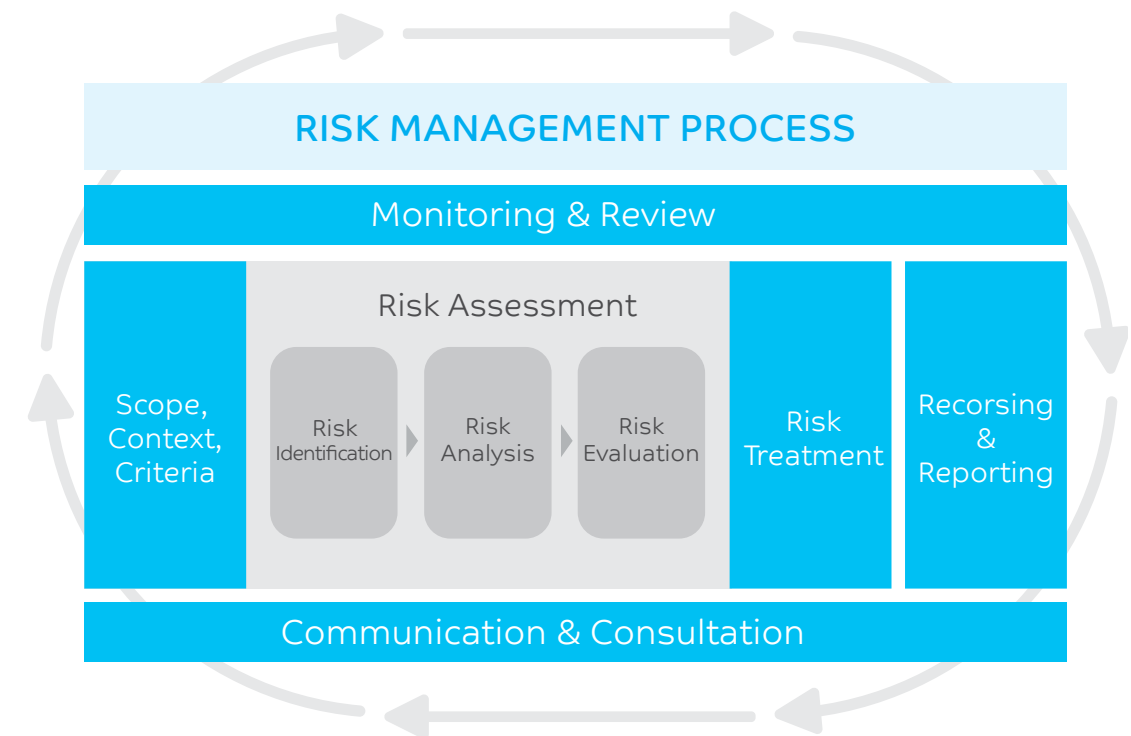 RISK MANAGEMENT PROCESS
Monitoring & Review
Scope,
Context,
Criteria
Risk Assessment
Risk
Identification
Risk
Analysis
Risk
Evaluation
Risk
Treatment
Recorsing
&
Reporting
Communication & Consultation